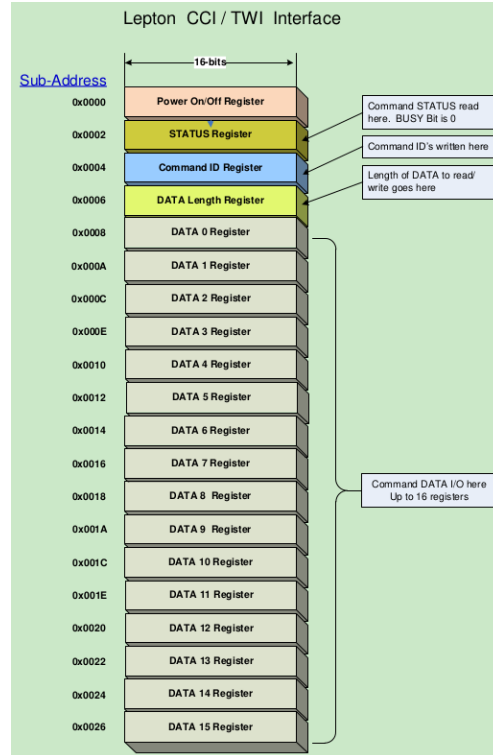 Lepton CCI / TWI Interface
16-bits
Sub-Address
0x0000 Power On/Off Register
Command STATUS read
here. BUSY Bit is 0
0x0002 STATUS Register
Command ID's written here
0x0004 Command ID Register
Length of DATA to read/
write goes here
0x0006 DATA Length Register
0x0008 DATA 0 Register
0x000A DATA 1 Register
0x000C DATA 2 Register
0x000E DATA 3 Register
0x0010 DATA 4 Register
0x0012 DATA 5 Register
0x0014 DATA 6 Register
0x0016 DATA 7 Register
0x0018 DATA 8 Register
Command DATA I/O here
Up to 16 registers
0x001A DATA 9 Register
0x001C DATA 10 Register
0x001E DATA 11 Register
0x0020 DATA 12 Register
0x0022 DATA 13 Register
0x0024 DATA 14 Register
0x0026 DATA 15 Register